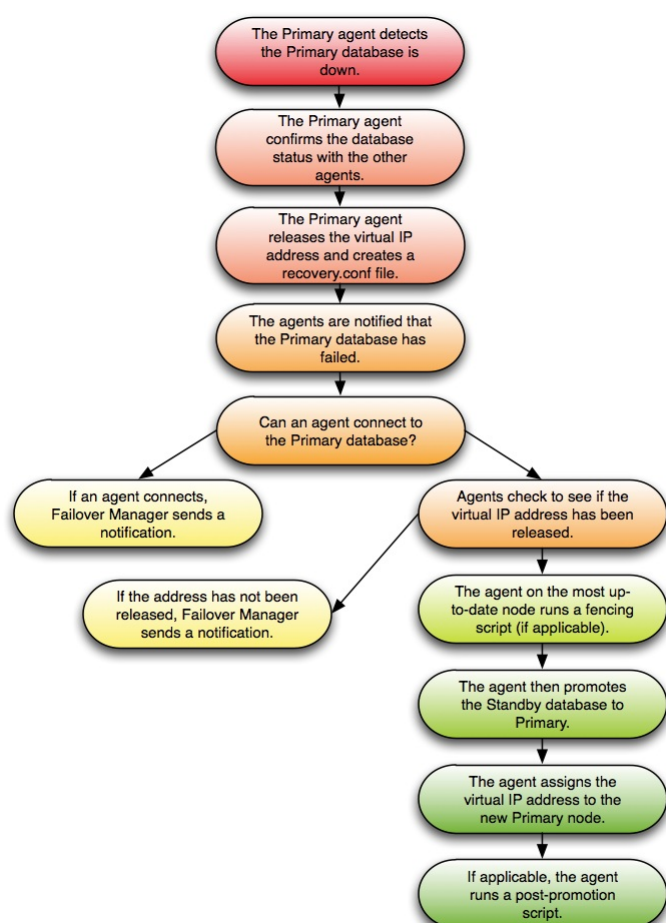 The Primary agent detects
the Primary database is
down.
The Primary agent
confirms the database
status with the other
agents.
The Primary agent
releases the virtual IP
address and creates a
recovery.conf file.
The agents are notified that
the Primary database has
failed.
Can an agent connect to
the Primary database?
If an agent connects,
Failover Manager sends a
notification.
Agents check to see if the
virtual IP address has been
released.
If the address has not been
released, Failover Manager
sends a notification.
The agent on the most up-
to-date node runs a fencing
script (if applicable).
The agent then promotes
the Standby database to
Primary.
The agent assigns the
virtual IP address to the
new Primary node.
If applicable, the agent
runs a post-promotion
script.